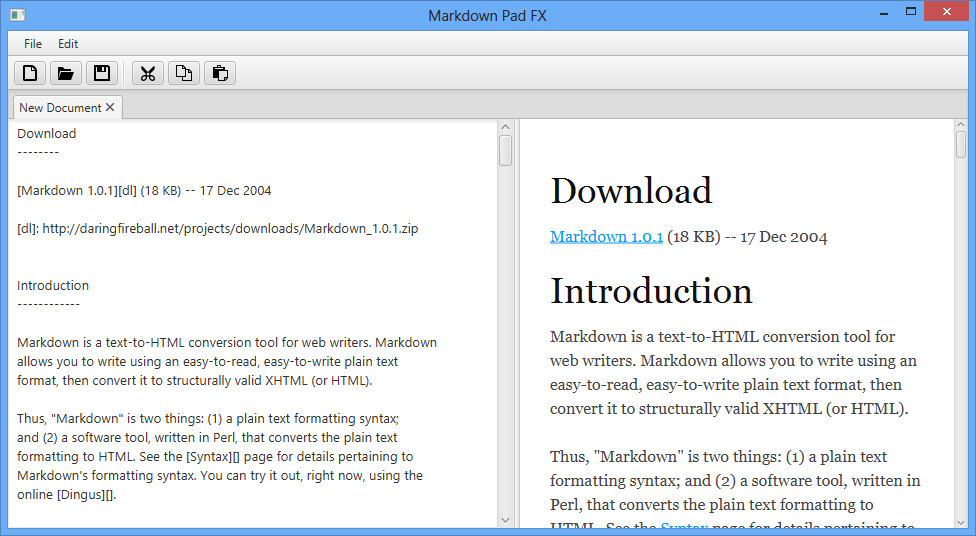 Markdown Pad FX
File Edit
New Document
Download
--------
[Markdown 1.0.1][dl] (18 KB) -- 17 Dec 2004
[dl]: http://daringfireball.net/projects/downloads/Markdown_1.0.1.zip
Introduction
------------
Markdown is a text-to-HTML conversion tool for web writers. Markdown
allows you to write using an easy-to-read, easy-to-write plain text
format, then convert it to structurally valid XHTML (or HTML).
Thus, "Markdown" is two things: (1) a plain text formatting syntax;
and (2) a software tool, written in Perl, that converts the plain text
formatting to HTML. See the [Syntax][] page for details pertaining to
Markdown's formatting syntax. You can try it out, right now, using the
online [Dingus][].
Download
Markdown 1.0.1 (18 KB) -- 17 Dec 2004
Introduction
Markdown is a text-to-HTML conversion tool for
web writers. Markdown allows you to write using an
easy-to-read, easy-to-write plain text format, then
convert it to structurally valid XHTML (or HTML).
Thus, "Markdown" is two things: (1) a plain text
formatting syntax; and (2) a software tool, written in
Perl, that converts the plain text formatting to
HTML. See the Syntax page for details pertaining to